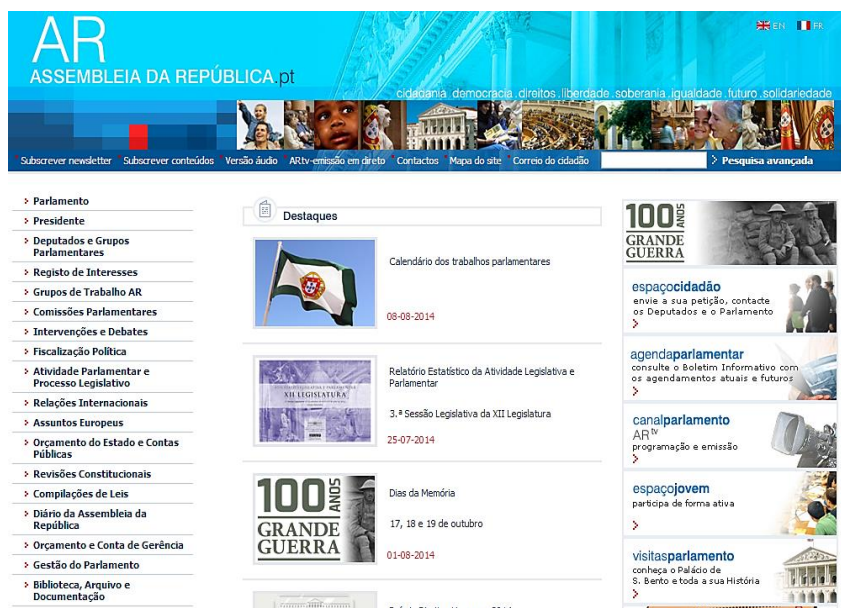 AR
EN FR
ASSEMBLEIA DA REPÚBLICA.pt
cidadania.democracia.direitos.liberdade.soberania.igualdade.futuro.solidariedade
Subscrever newsletter Subscrever conteúdos Versão áudio ARtv-emissão em direto Contactos Mapa do site Correio do cidadão Pesquisa avançada
Parlamento
Presidente
Deputados e Grupos
Parlamentares
Registo de Interesses
Grupos de Trabalho AR
Comissões Parlamentares
Intervenções e Debates
Fiscalização Política
Atividade Parlamentar e
Processo Legislativo
Relações Internacionais
Assuntos Europeus
Orçamento do Estado e Contas
Públicas
Revisões Constitucionais
Compilações de Leis
Diário da Assembleia da
República
Orçamento e Conta de Gerência
Gestão do Parlamento
Biblioteca, Arquivo e
Documentação
Destaques
Calendário dos trabalhos parlamentares
08-08-2014
XII LEGISLATURA
Relatório Estatístico da Atividade Legislativa e
Parlamentar
3.ª Sessão Legislativa da XII Legislatura
25-07-2014
100 ANOS
GRANDE
GUERRA
Dias da Memória
17, 18 e 19 de outubro
01-08-2014
100 ANOS
GRANDE
GUERRA
espaçocidadão
envie a sua petição, contacte
os Deputados e o Parlamento
agendaparlamentar
consulte o Boletim Informativo com
os agendamentos atuais e futuros
canalparlamento
ARtv
programação e emissão
espaçojovem
participa de forma ativa
visitasparlamento
conheça o Palácio de
S. Bento e toda a sua História